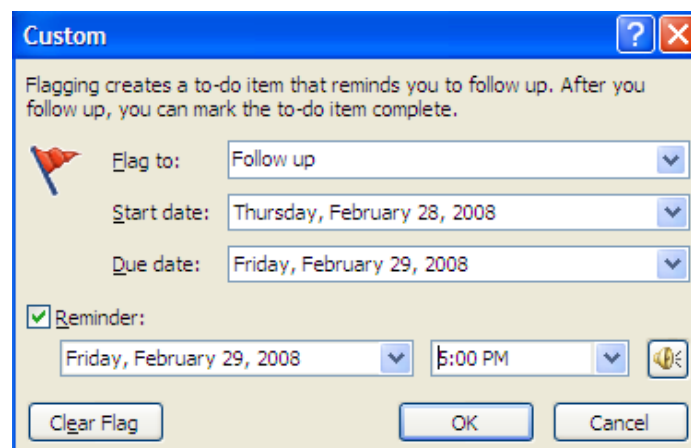 Custom
Flagging creates a to-do item that reminds you to follow up. After you
follow up, you can mark the to-do item complete.
Flag to: Follow up
Start date: Thursday, February 28, 2008
Due date: Friday, February 29, 2008
Reminder:
Friday, February 29, 2008 5:00 PM
Clear Flag OK Cancel